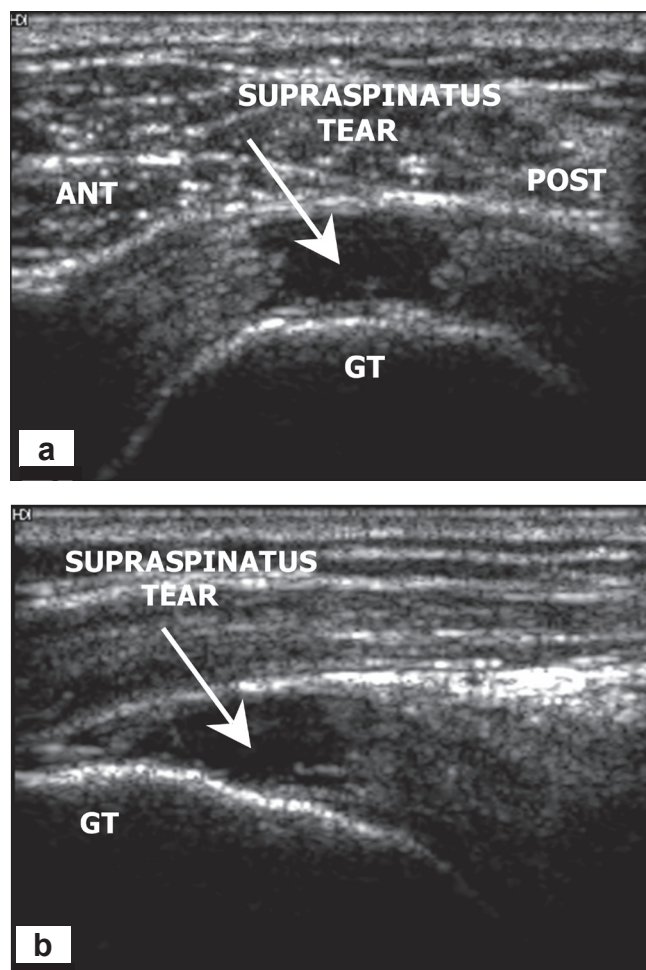 HDI
SUPRASPINATUS
TEAR
ANT
POST
GT
a
HDI
SUPRASPINATUS
TEAR
GT
b